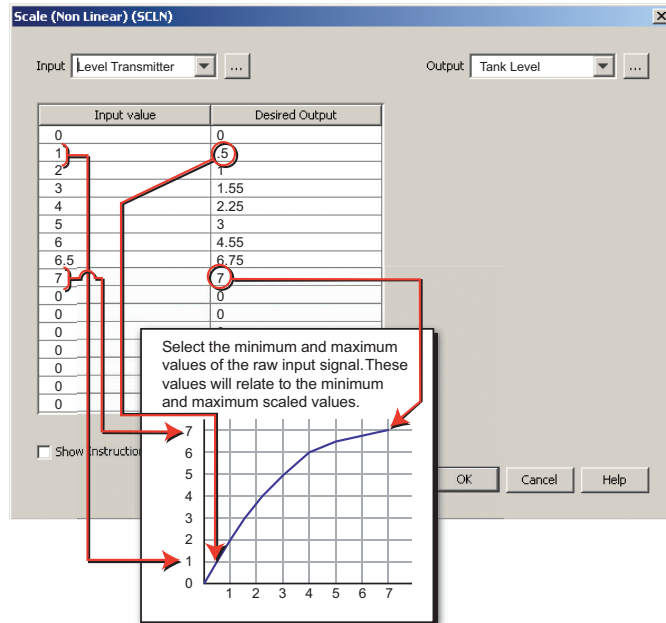 Scale (Non Linear) (SCLN)
Input Level Transmitter ... Output Tank Level ...
Input value Desired Output
0 0
1 .5
2 1
3 1.55
4 2.25
5 3
6 4.55
6.5 6.75
7 7
0 0
0 0
0
0
0
0
0
Select the minimum and maximum
values of the raw input signal. These
values will relate to the minimum
and maximum scaled values.
Show Instruction
OK Cancel Help
7
6
5
4
3
2
1
0
1 2 3 4 5 6 7